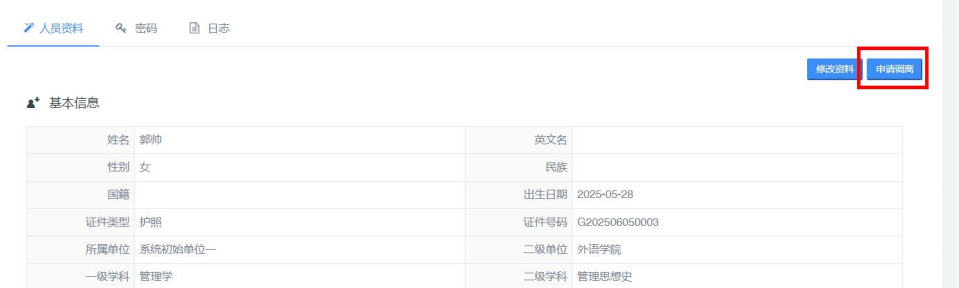 人员资料 密码 日志
修改资料 申请调离
基本信息
姓名 郭帅 英文名
性别 女 民族
国籍 出生日期 2025-05-28
证件类型 护照 证件号码 G202506050003
所属单位 系统初始单位一 二级单位 外语学院
一级学科 管理学 二级学科 管理思想史